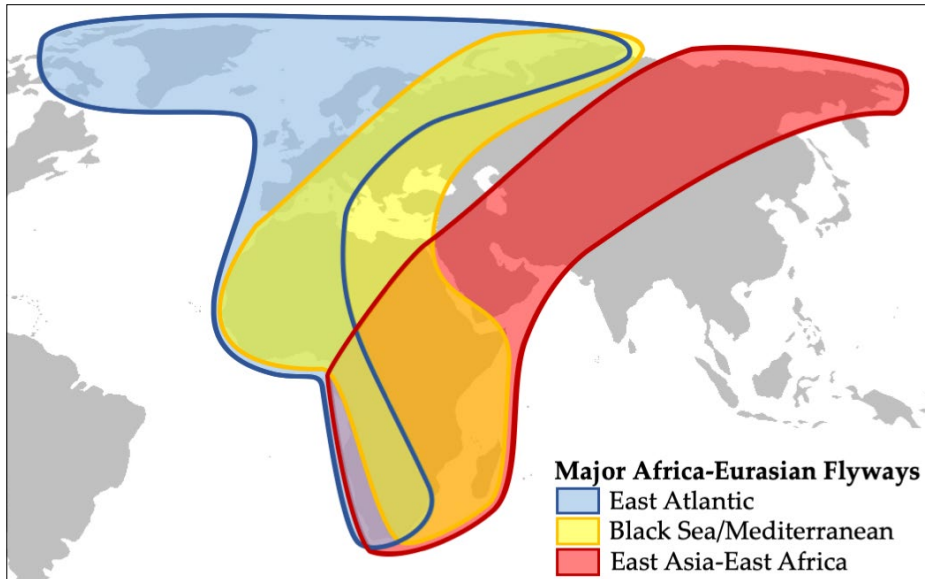 Major Africa-Eurasian Flyways
East Atlantic
Black Sea/Mediterranean
East Asia-East Africa